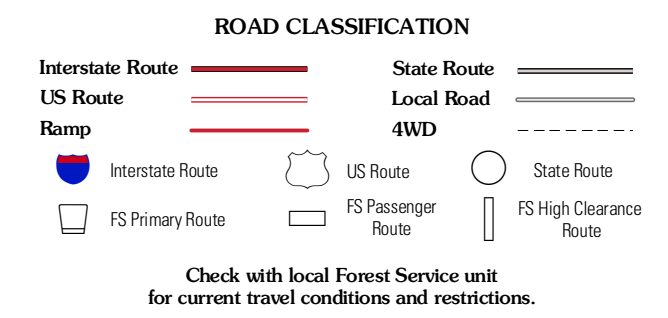 ROAD CLASSIFICATION
Interstate Route
State Route
US Route
Local Road
Ramp
4WD
Interstate Route
US Route
State Route
FS Primary Route
FS Passenger
Route
FS High Clearance
Route
Check with local Forest Service unit
for current travel conditions and restrictions.